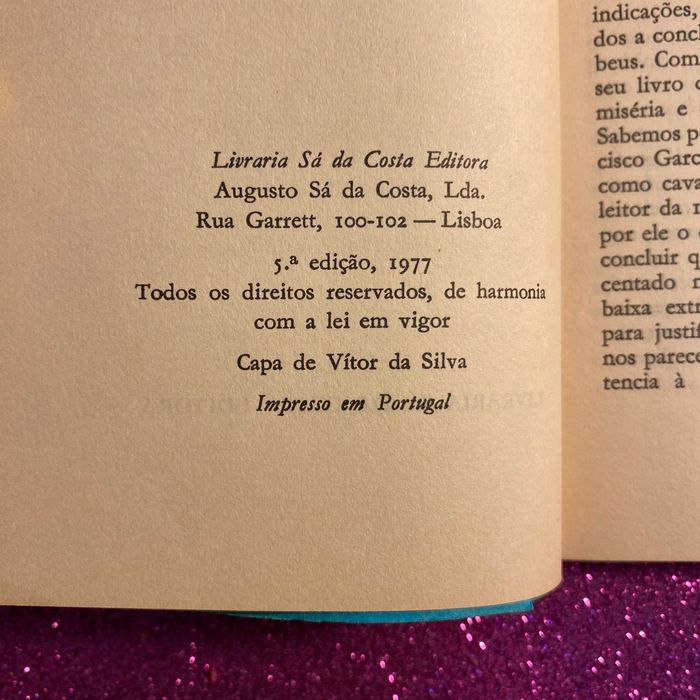 Livraria Sá da Costa Editora
Augusto Sá da Costa, Lda.
Rua Garrett, 100-102 — Lisboa
5.ª edição, 1977
Todos os direitos reservados, de harmonia
com a lei em vigor
Capa de Vítor da Silva
Impresso em Portugal
indicações,
dos a
beus. Com
seu livro
miséria e
Sabemos
cisco Garc
como cava
leitor da
por ele o
concluir
centado
baixa extr
para justif
nos parece
tencia à